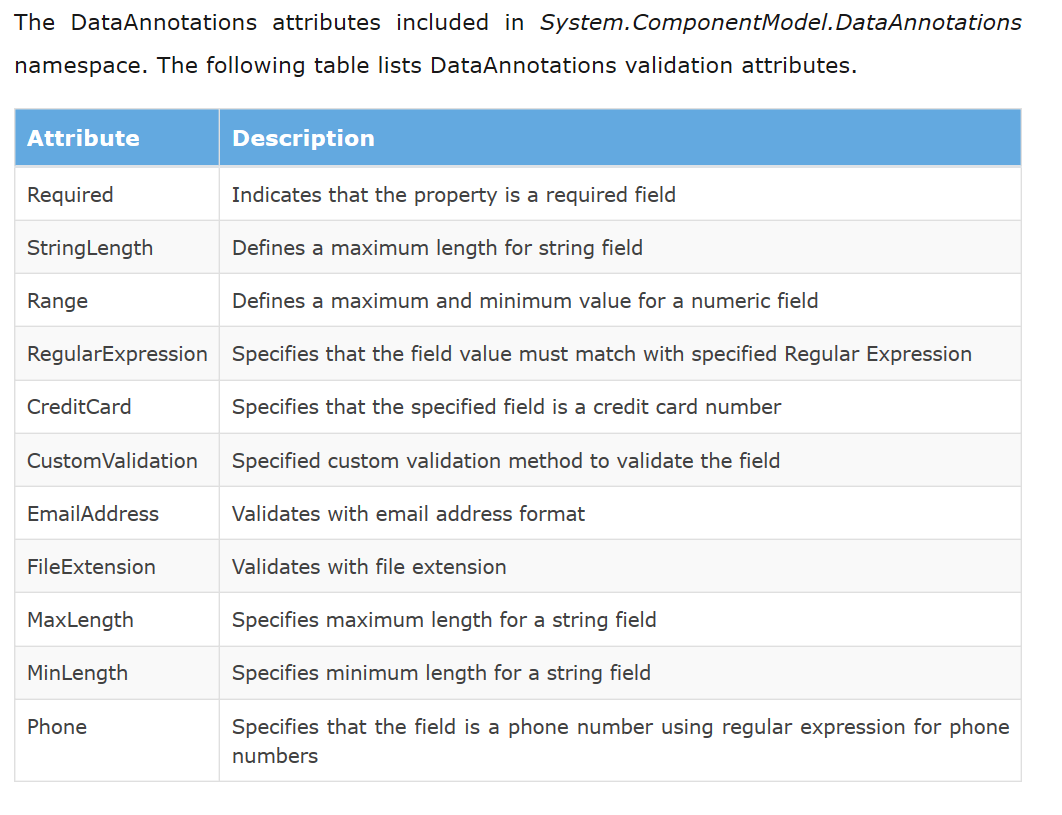 The DataAnnotations attributes included in System.ComponentModel.DataAnnotations
namespace. The following table lists DataAnnotations validation attributes.
Attribute Description
Required Indicates that the property is a required field
StringLength Defines a maximum length for string field
Range Defines a maximum and minimum value for a numeric field
RegularExpression Specifies that the field value must match with specified Regular Expression
CreditCard Specifies that the specified field is a credit card number
CustomValidation Specified custom validation method to validate the field
EmailAddress Validates with email address format
FileExtension Validates with file extension
MaxLength Specifies maximum length for a string field
MinLength Specifies minimum length for a string field
Phone Specifies that the field is a phone number using regular expression for phone
numbers